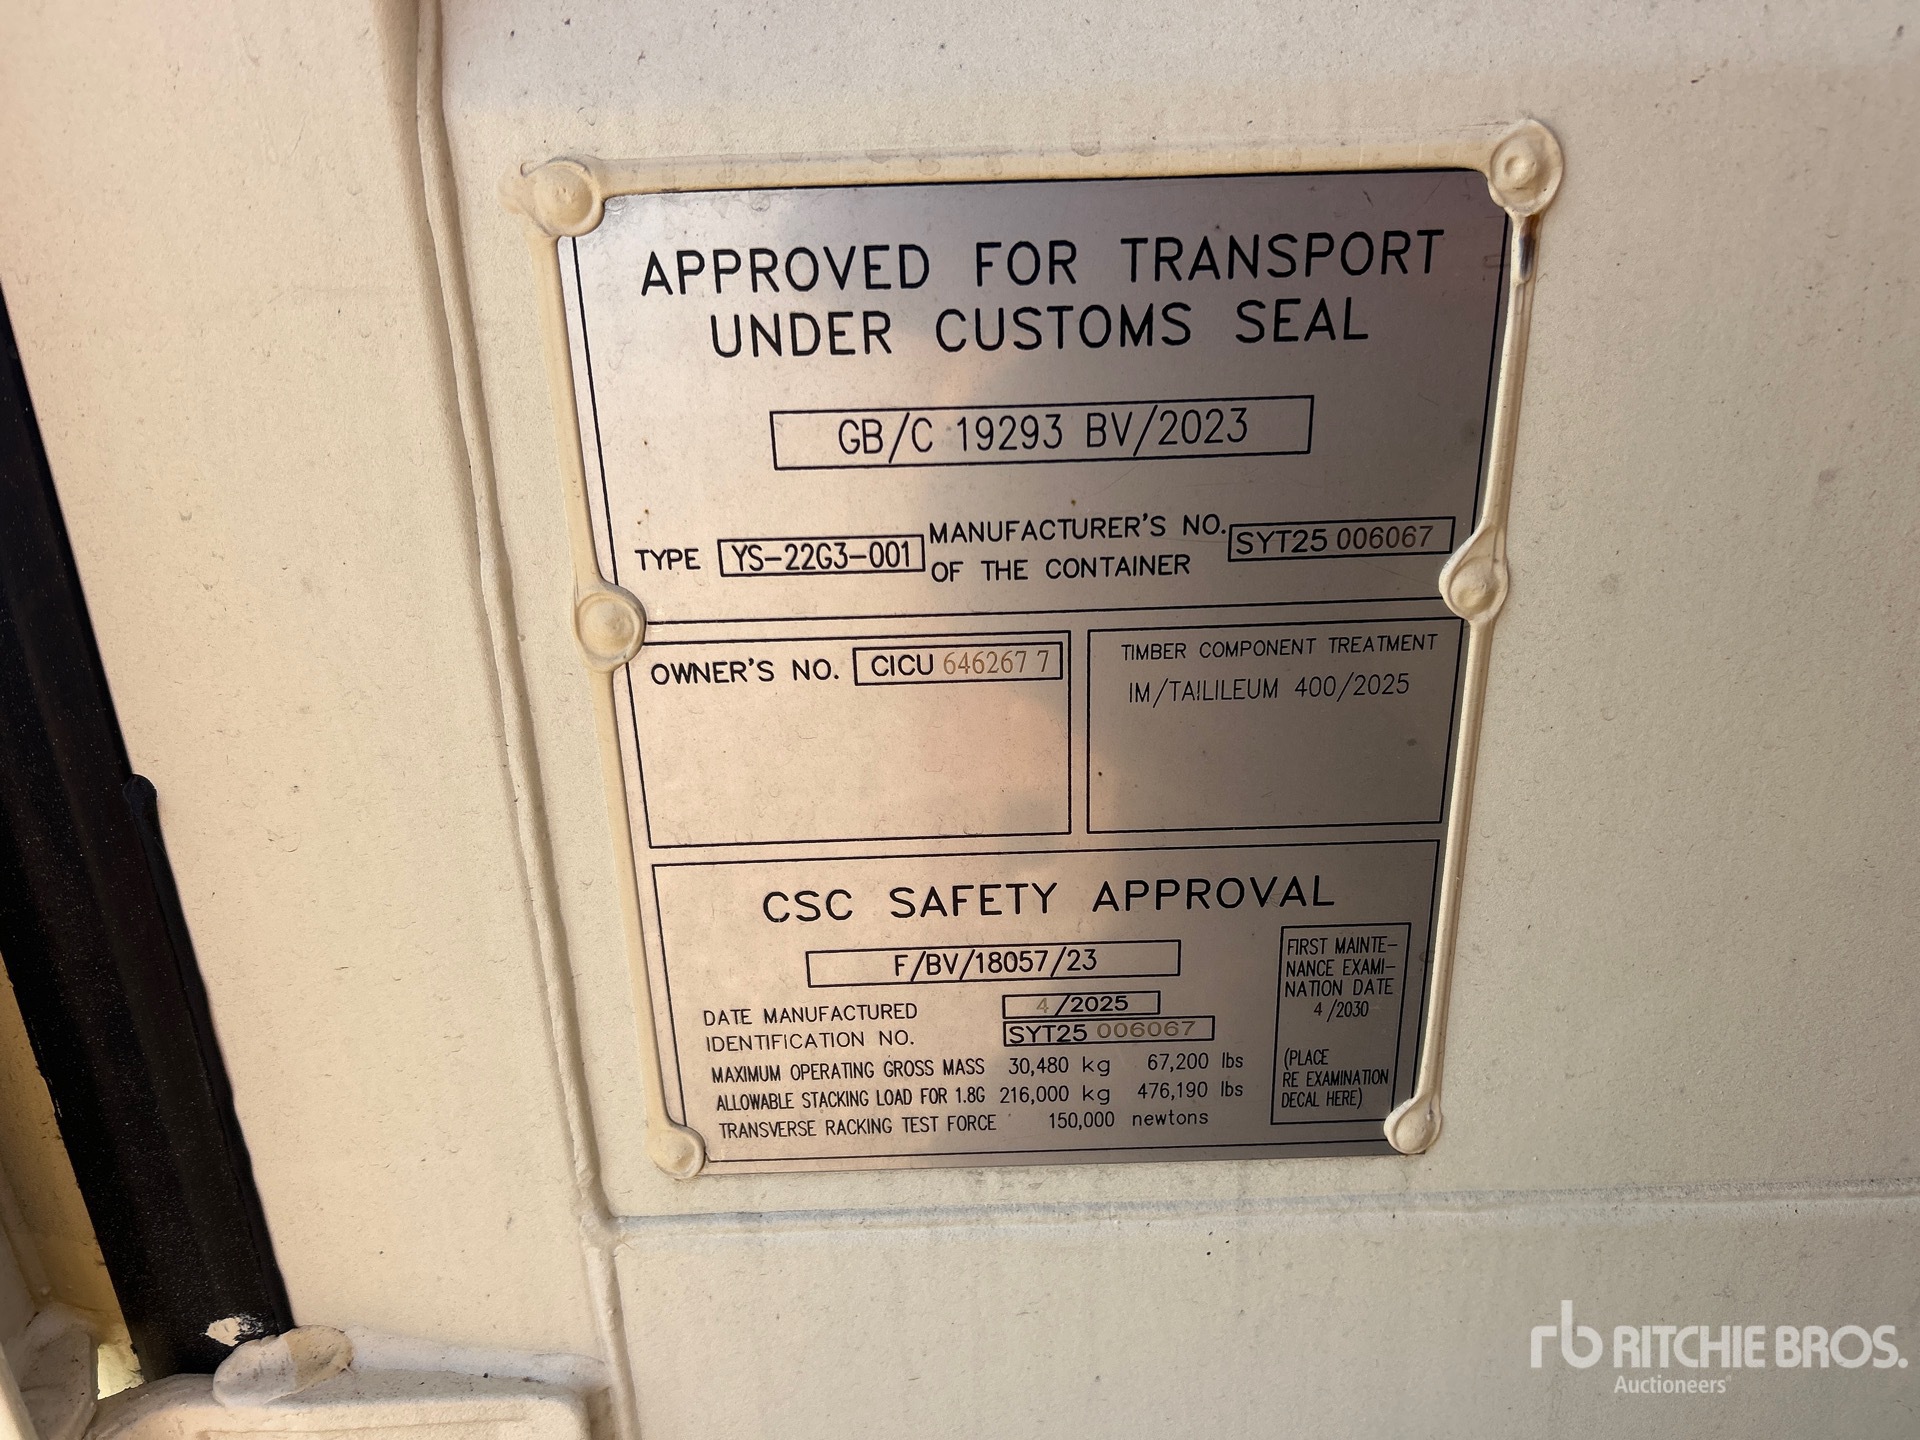 APPROVED FOR TRANSPORT
UNDER CUSTOMS SEAL
GB/C 19293 BV/2023
TYPE YS-22G3-001 MANUFACTURER'S NO. OF THE CONTAINER SYT25 006067
OWNER'S NO. CICU 646267 7
TIMBER COMPONENT TREATMENT
IM/TAILILEUM 400/2025
CSC SAFETY APPROVAL
F/BV/18057/23
DATE MANUFACTURED 4/2025
IDENTIFICATION NO. SYT25 006067
MAXIMUM OPERATING GROSS MASS 30,480 kg 67,200 lbs
ALLOWABLE STACKING LOAD FOR 1.8G 216,000 kg 476,190 lbs
TRANSVERSE RACKING TEST FORCE 150,000 newtons
FIRST MAINTE-
NANCE EXAMI-
NATION DATE
4/2030
(PLACE
RE EXAMINATION
DECAL HERE)
rb RITCHIE BROS.
Auctioneers